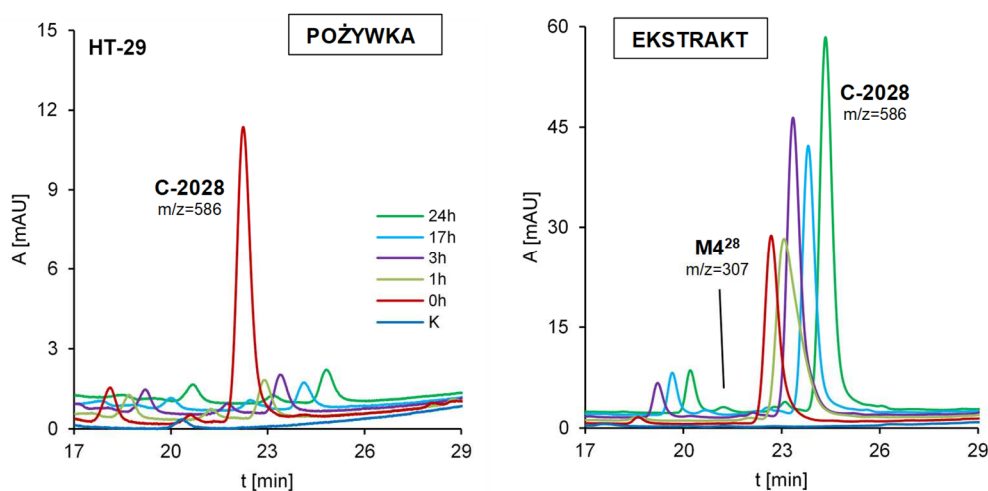 HT-29
POŻYWKA
15
12
9
6
3
0
A [mAU]
C-2028
m/z=586
24h
17h
3h
1h
0h
K
17
20
23
26
29
t [min]
EKSTRAKT
60
45
30
15
0
A [mAU]
C-2028
m/z=586
M4²⁸
m/z=307
17
20
23
26
29
t [min]